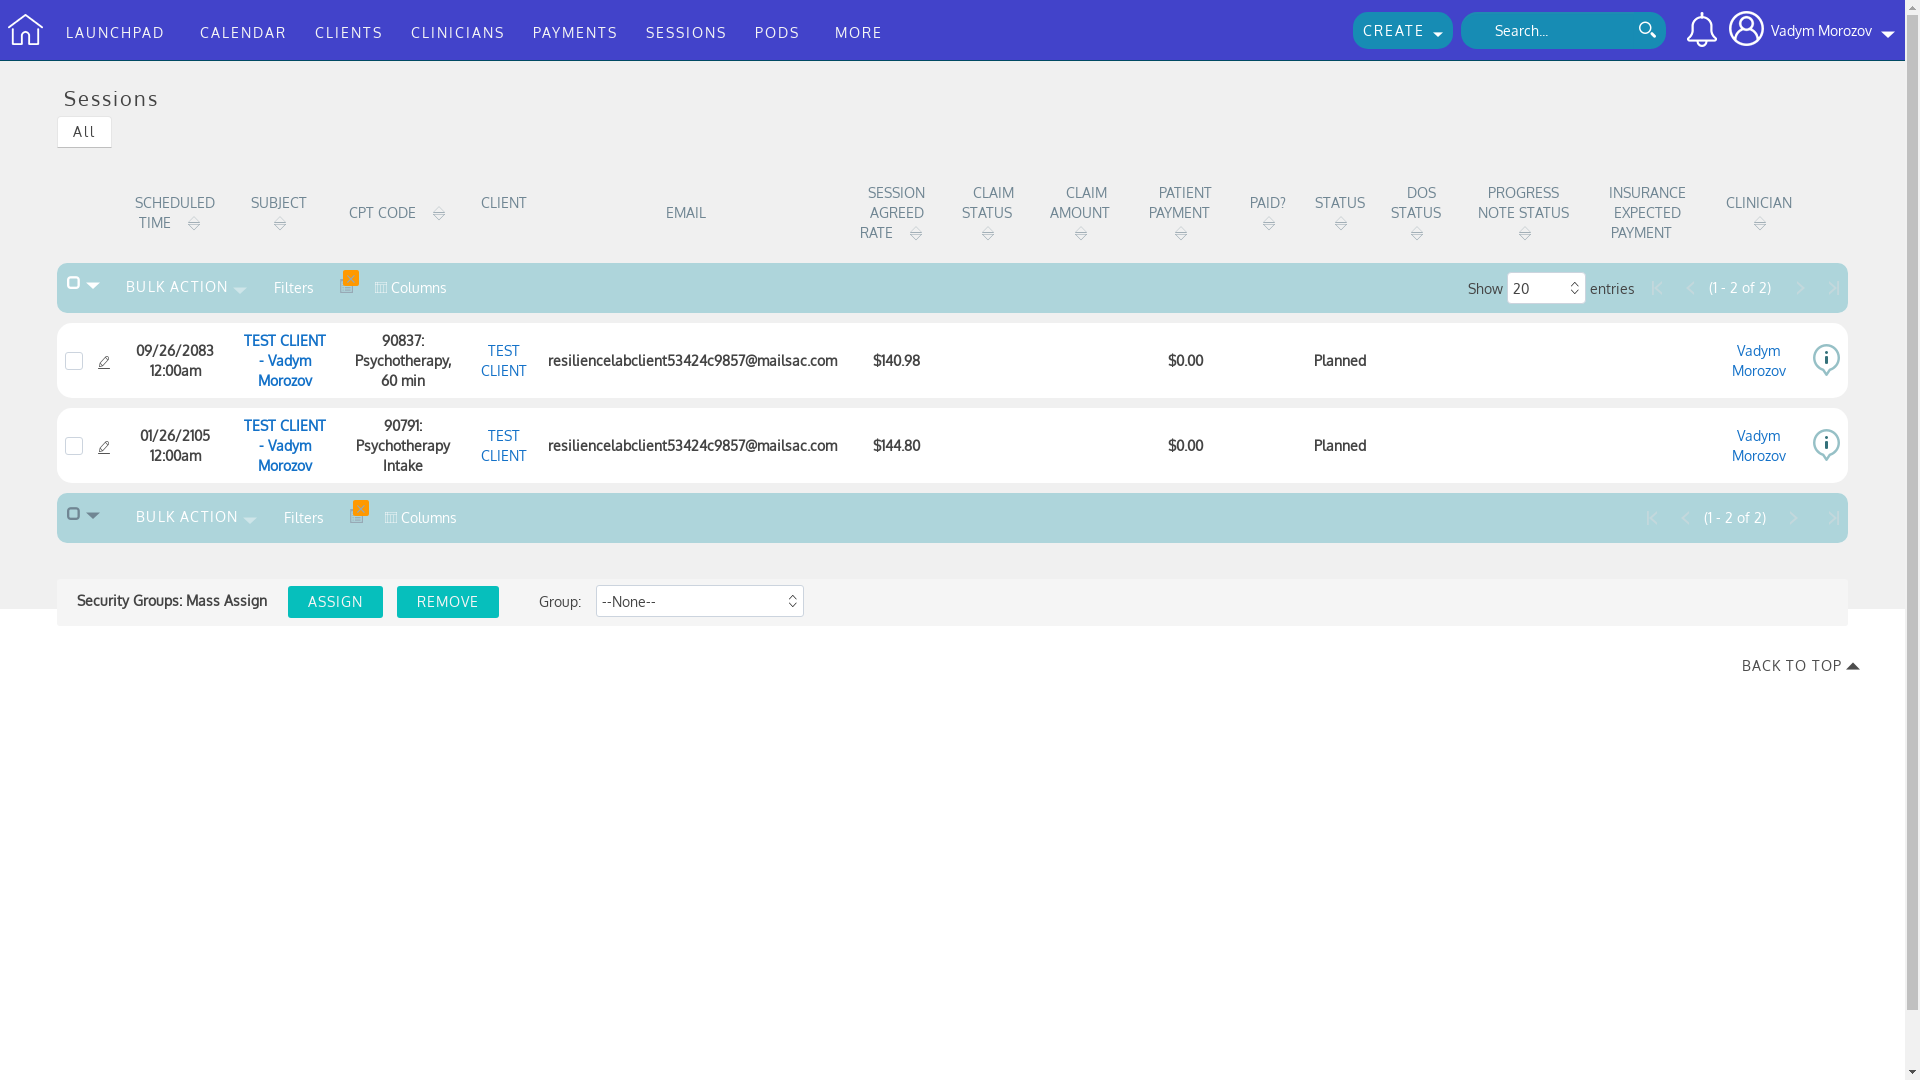 LAUNCHPAD CALENDAR CLIENTS CLINICIANS PAYMENTS SESSIONS PODS MORE CREATE Search... Vadym Morozov
Sessions
All
SCHEDULED TIME SUBJECT CPT CODE CLIENT EMAIL SESSION AGREED RATE CLAIM STATUS CLAIM AMOUNT PATIENT PAYMENT PAID? STATUS DOS STATUS PROGRESS NOTE STATUS INSURANCE EXPECTED PAYMENT CLINICIAN
BULK ACTION Filters Columns Show 20 entries (1 - 2 of 2)
09/26/2083 12:00am TEST CLIENT - Vadym Morozov 90837: Psychotherapy, 60 min TEST CLIENT resiliencelabclient53424c9857@mailsac.com $140.98 $0.00 Planned Vadym Morozov
01/26/2105 12:00am TEST CLIENT - Vadym Morozov 90791: Psychotherapy Intake TEST CLIENT resiliencelabclient53424c9857@mailsac.com $144.80 $0.00 Planned Vadym Morozov
BULK ACTION Filters Columns (1 - 2 of 2)
Security Groups: Mass Assign ASSIGN REMOVE Group: --None--
BACK TO TOP